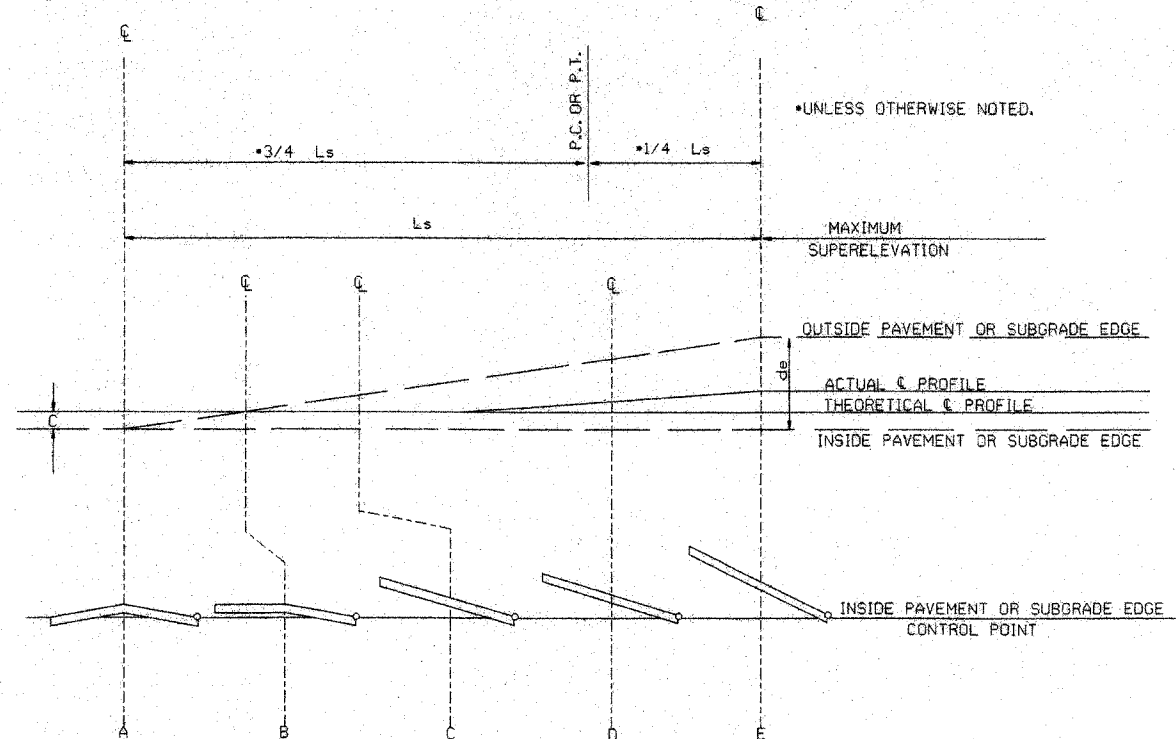 ℄
℄
P.C. OR P.T.
*UNLESS OTHERWISE NOTED.
*3/4 Ls
*1/4 Ls
Ls
MAXIMUM
SUPERELEVATION
℄
℄
℄
OUTSIDE PAVEMENT OR SUBGRADE EDGE
de
ACTUAL ℄ PROFILE
THEORETICAL ℄ PROFILE
C
INSIDE PAVEMENT OR SUBGRADE EDGE
INSIDE PAVEMENT OR SUBGRADE EDGE
CONTROL POINT
A
B
C
D
E